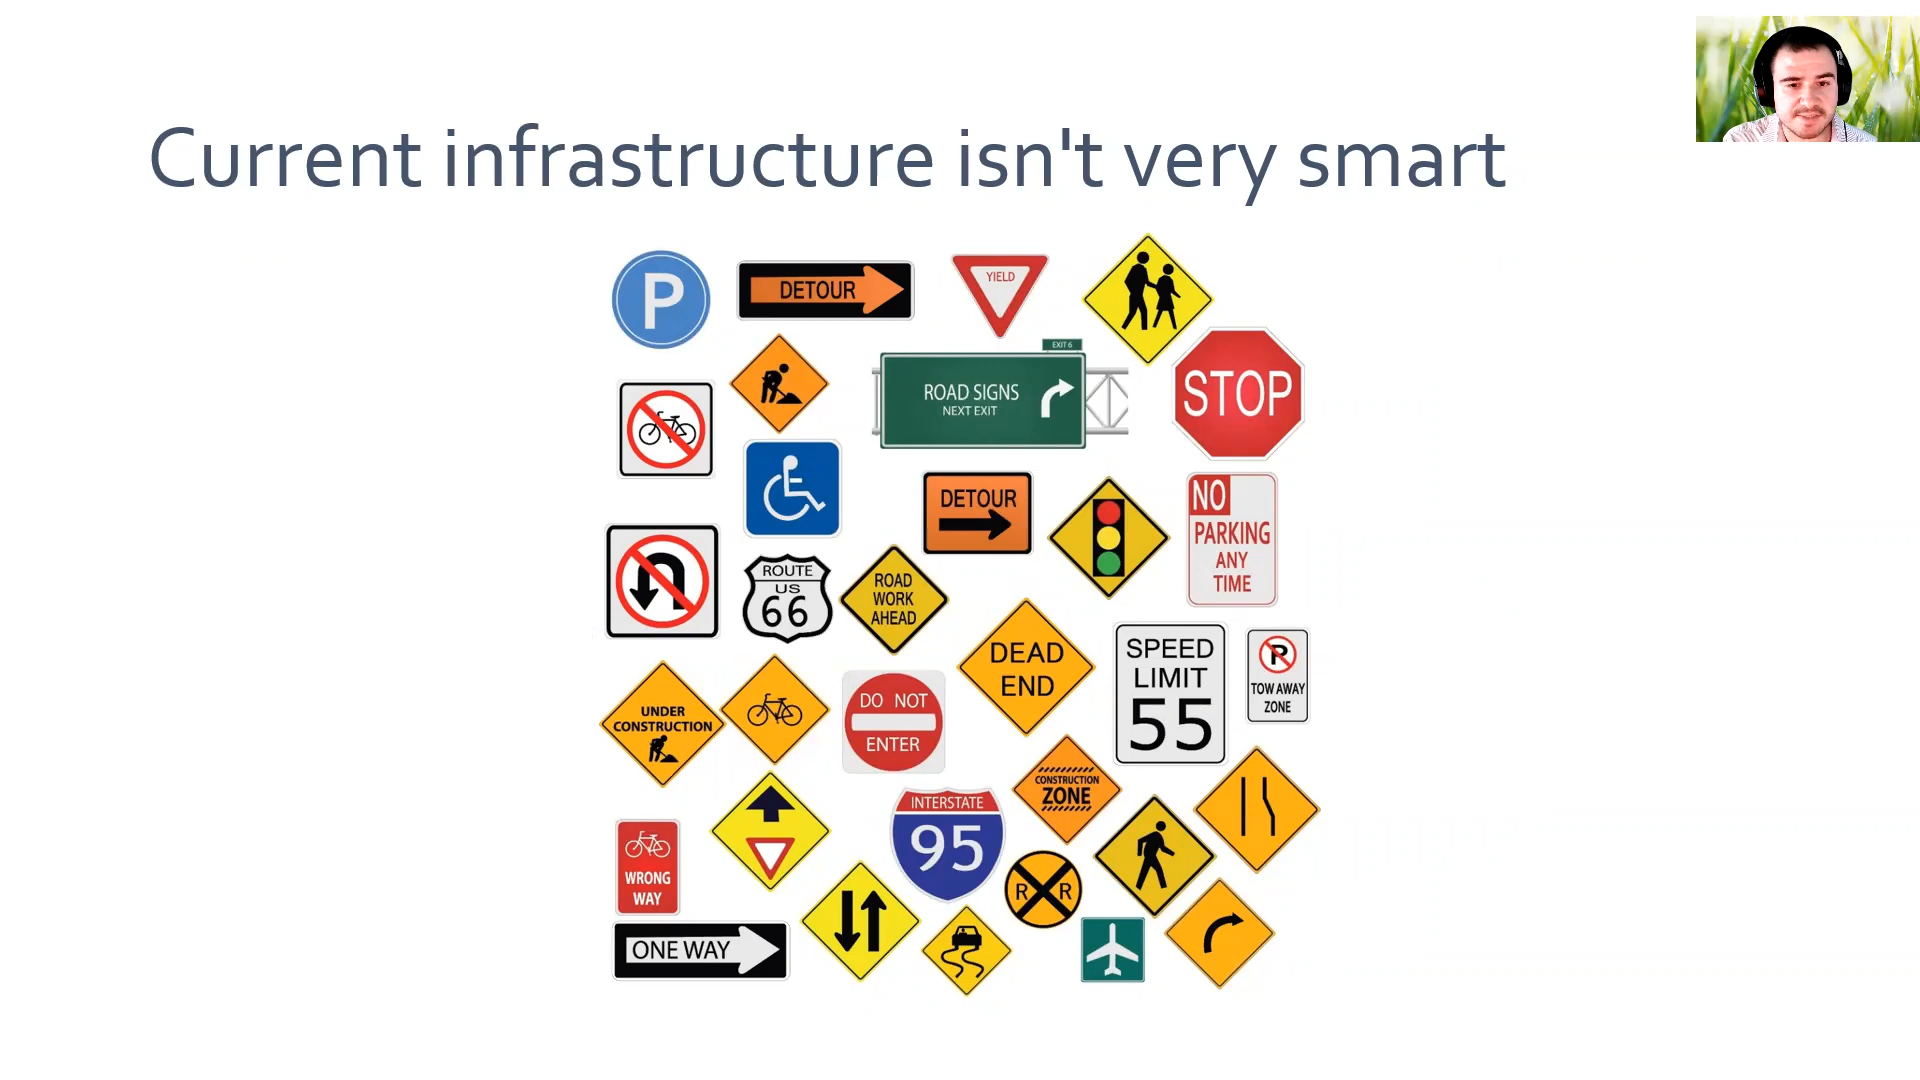 Current infrastructure isn't very smart
P
DETOUR
YIELD
EXIT 6
ROAD SIGNS
NEXT EXIT
STOP
DETOUR
NO
PARKING
ANY
TIME
ROUTE
US
66
ROAD
WORK
AHEAD
DEAD
END
SPEED
LIMIT
55
P
TOW AWAY
ZONE
UNDER
CONSTRUCTION
DO NOT
ENTER
CONSTRUCTION
ZONE
INTERSTATE
95
WRONG
WAY
R R
ONE WAY